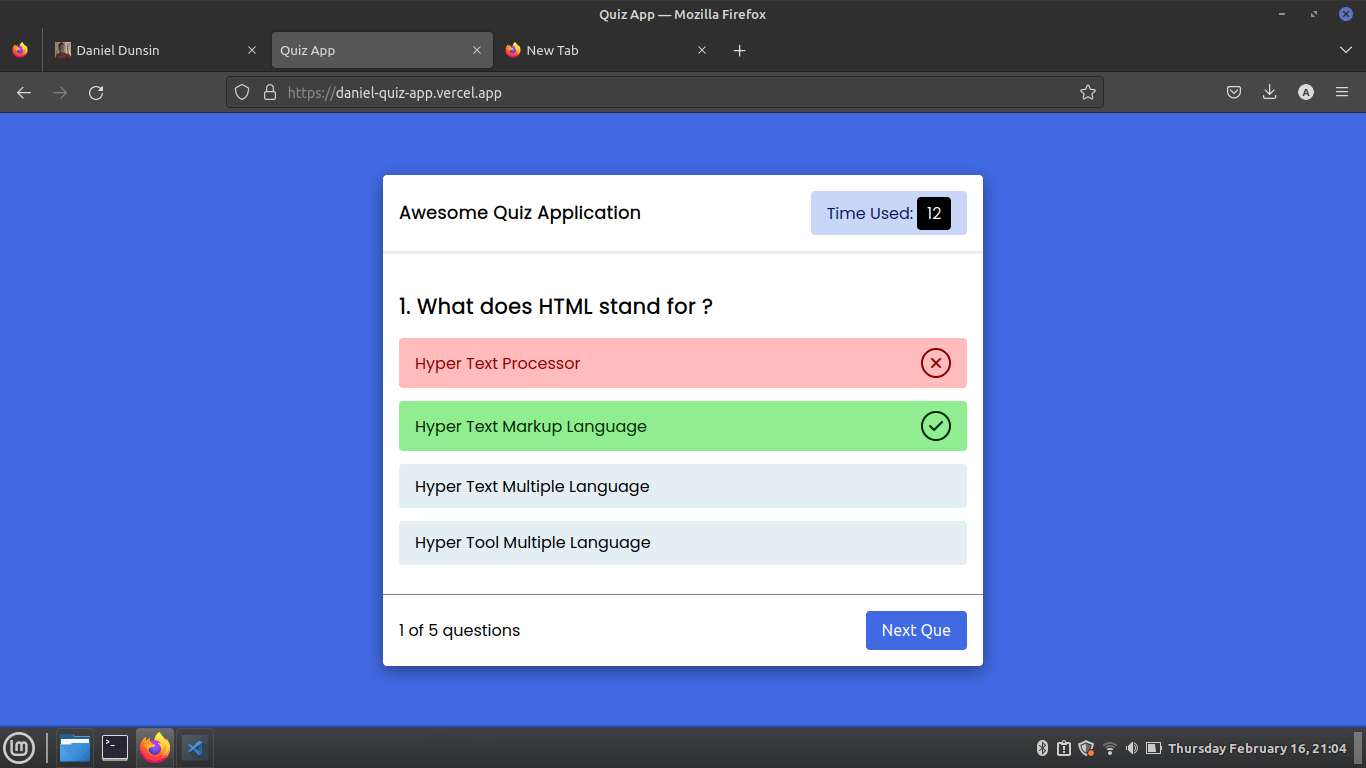 Quiz App — Mozilla Firefox
Daniel Dunsin
Quiz App
New Tab
https://daniel-quiz-app.vercel.app
A
Awesome Quiz Application
Time Used: 12
1. What does HTML stand for ?
Hyper Text Processor
Hyper Text Markup Language
Hyper Text Multiple Language
Hyper Tool Multiple Language
1 of 5 questions
Next Que
Thursday February 16, 21:04